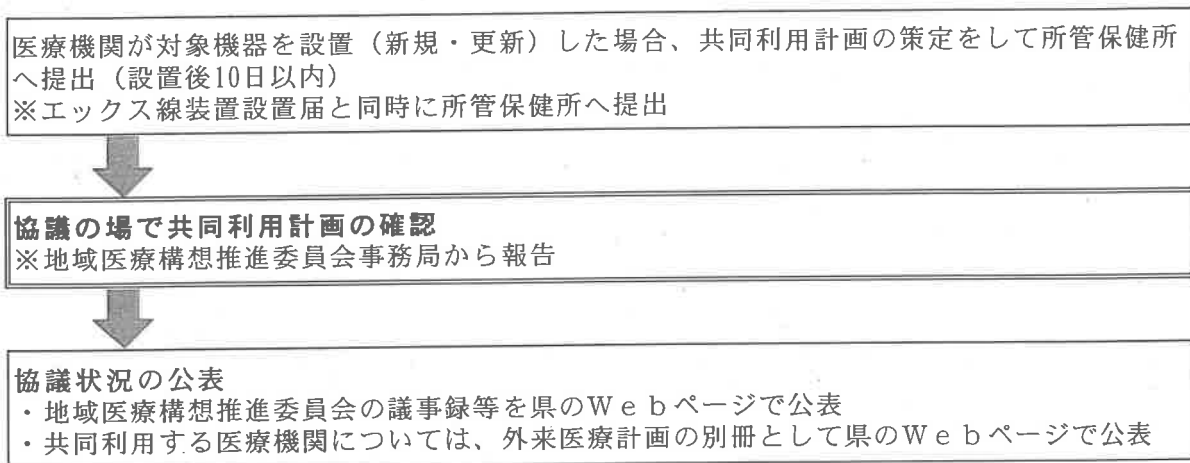 医療機関が対象機器を設置（新規・更新）した場合、共同利用計画の策定をして所管保健所
へ提出（設置後10日以内）
※エックス線装置設置届と同時に所管保健所へ提出
協議の場で共同利用計画の確認
※地域医療構想推進委員会事務局から報告
協議状況の公表
・地域医療構想推進委員会の議事録等を県のＷｅｂページで公表
・共同利用する医療機関については、外来医療計画の別冊として県のＷｅｂページで公表